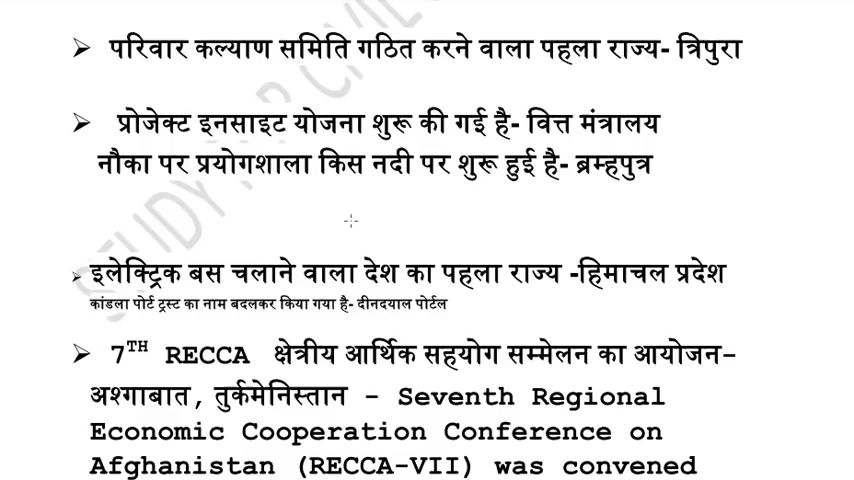 ➢ परिवार कल्याण समिति गठित करने वाला पहला राज्य- त्रिपुरा
➢ प्रोजेक्ट इनसाइट योजना शुरू की गई है- वित्त मंत्रालय
नौका पर प्रयोगशाला किस नदी पर शुरू हुई है- ब्रम्हपुत्र
➢ इलेक्ट्रिक बस चलाने वाला देश का पहला राज्य -हिमाचल प्रदेश
कांडला पोर्ट ट्रस्ट का नाम बदलकर किया गया है- दीनदयाल पोर्टल
➢ 7TH RECCA क्षेत्रीय आर्थिक सहयोग सम्मेलन का आयोजन-
अश्गाबात, तुर्कमेनिस्तान - Seventh Regional
Economic Cooperation Conference on
Afghanistan (RECCA-VII) was convened